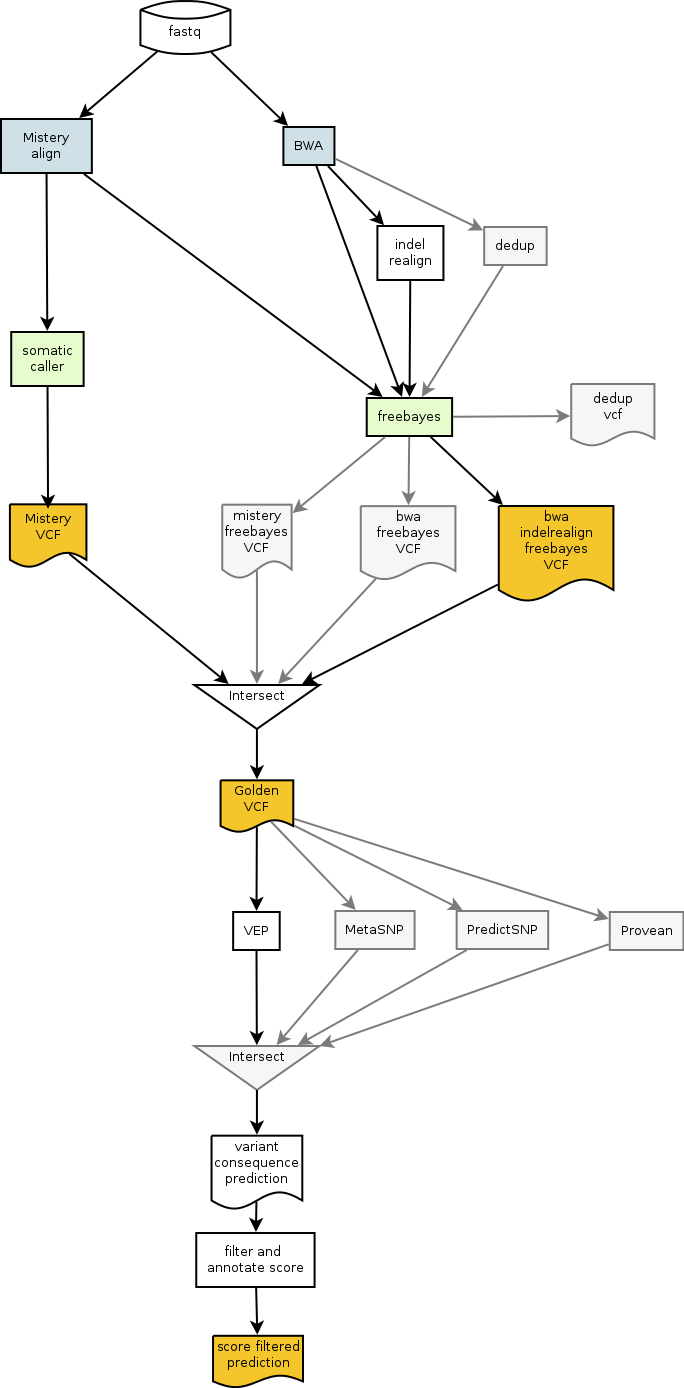 fastq
Mistery
align
BWA
indel
realign
dedup
somatic
caller
freebayes
dedup
vcf
Mistery
VCF
mistery
freebayes
VCF
bwa
freebayes
VCF
bwa
indelrealign
freebayes
VCF
Intersect
Golden
VCF
VEP
MetaSNP
PredictSNP
Provean
Intersect
variant
consequence
prediction
filter and
annotate score
score filtered
prediction